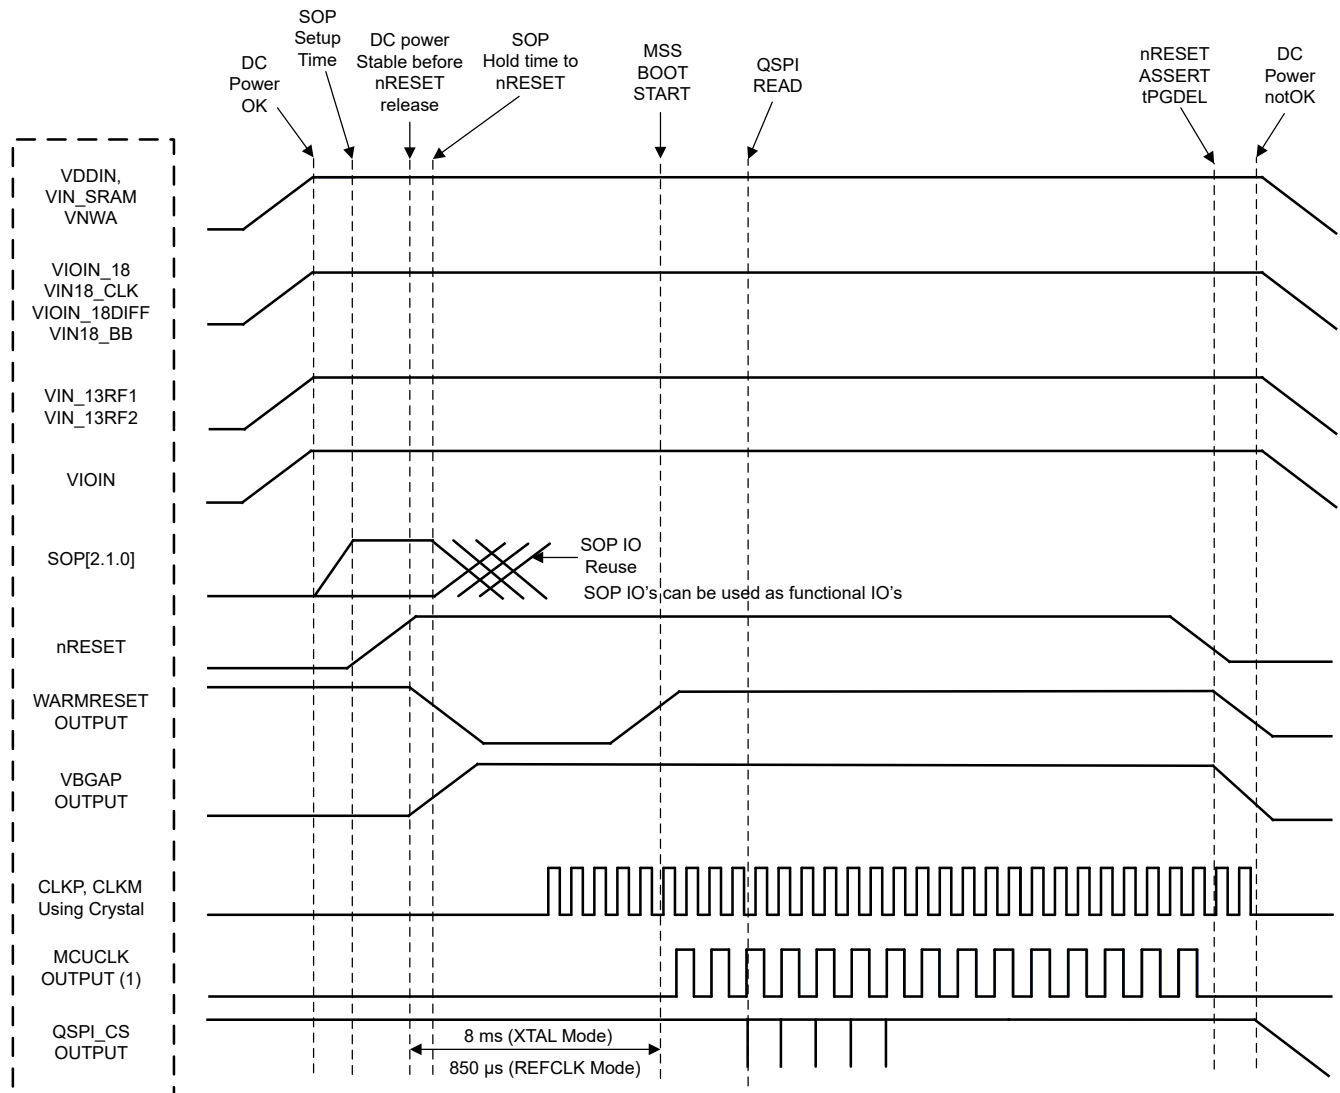 SOP
Setup
Time
DC power
Stable before
nRESET
release
SOP
Hold time to
nRESET
DC
Power
OK
MSS
BOOT
START
QSPI
READ
nRESET
ASSERT
tPGDEL
DC
Power
notOK
VDDIN,
VIN_SRAM
VNWA
VIOIN_18
VIN18_CLK
VIOIN_18DIFF
VIN18_BB
VIN_13RF1
VIN_13RF2
VIOIN
SOP[2.1.0]
SOP IO
Reuse
SOP IO's can be used as functional IO's
nRESET
WARMRESET
OUTPUT
VBGAP
OUTPUT
CLKP, CLKM
Using Crystal
MCUCLK
OUTPUT (1)
QSPI_CS
OUTPUT
8 ms (XTAL Mode)
850 µs (REFCLK Mode)